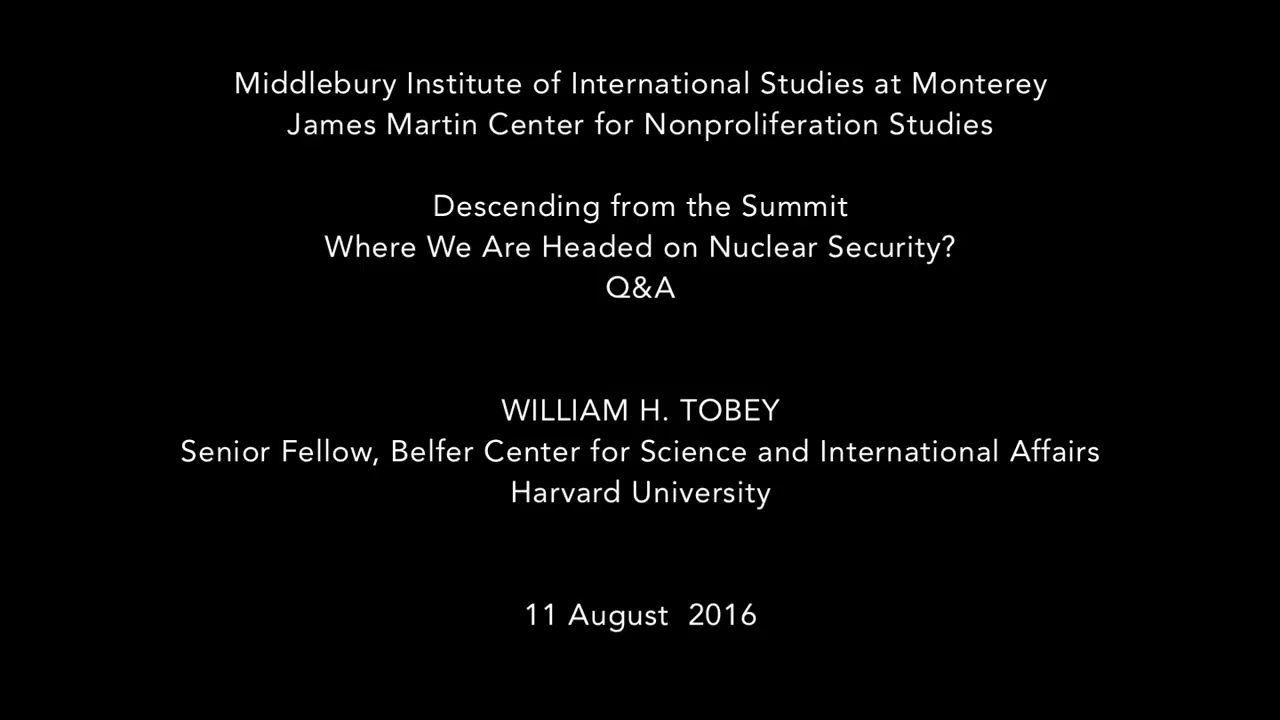 Middlebury Institute of International Studies at Monterey
James Martin Center for Nonproliferation Studies
Descending from the Summit
Where We Are Headed on Nuclear Security?
Q&A
WILLIAM H. TOBEY
Senior Fellow, Belfer Center for Science and International Affairs
Harvard University
11 August  2016